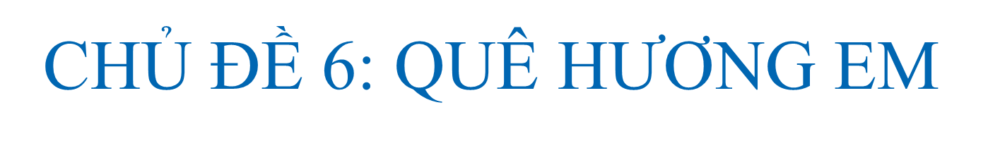 CHỦ ĐỀ 6: QUÊ HƯƠNG EM